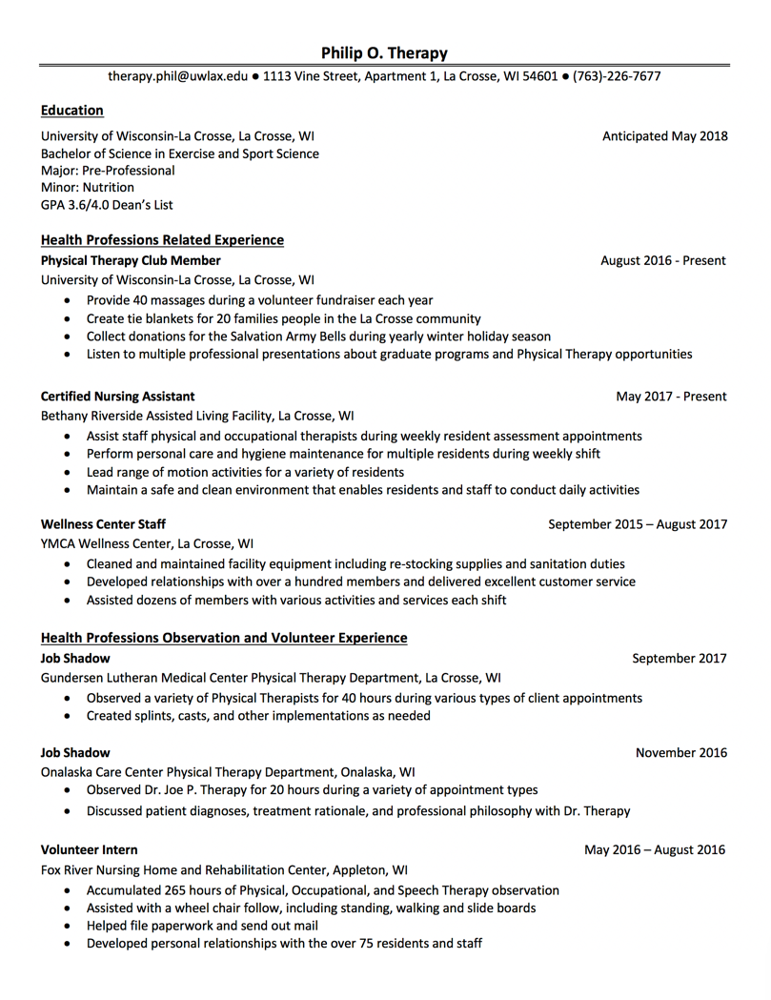 Philip O. Therapy
therapy.phil@uwlax.edu ● 1113 Vine Street, Apartment 1, La Crosse, WI 54601 ● (763)-226-7677
Education
University of Wisconsin-La Crosse, La Crosse, WI Anticipated May 2018
Bachelor of Science in Exercise and Sport Science
Major: Pre-Professional
Minor: Nutrition
GPA 3.6/4.0 Dean’s List
Health Professions Related Experience
Physical Therapy Club Member August 2016 - Present
University of Wisconsin-La Crosse, La Crosse, WI
• Provide 40 massages during a volunteer fundraiser each year
• Create tie blankets for 20 families people in the La Crosse community
• Collect donations for the Salvation Army Bells during yearly winter holiday season
• Listen to multiple professional presentations about graduate programs and Physical Therapy opportunities
Certified Nursing Assistant May 2017 - Present
Bethany Riverside Assisted Living Facility, La Crosse, WI
• Assist staff physical and occupational therapists during weekly resident assessment appointments
• Perform personal care and hygiene maintenance for multiple residents during weekly shift
• Lead range of motion activities for a variety of residents
• Maintain a safe and clean environment that enables residents and staff to conduct daily activities
Wellness Center Staff September 2015 – August 2017
YMCA Wellness Center, La Crosse, WI
• Cleaned and maintained facility equipment including re-stocking supplies and sanitation duties
• Developed relationships with over a hundred members and delivered excellent customer service
• Assisted dozens of members with various activities and services each shift
Health Professions Observation and Volunteer Experience
Job Shadow September 2017
Gundersen Lutheran Medical Center Physical Therapy Department, La Crosse, WI
• Observed a variety of Physical Therapists for 40 hours during various types of client appointments
• Created splints, casts, and other implementations as needed
Job Shadow November 2016
Onalaska Care Center Physical Therapy Department, Onalaska, WI
• Observed Dr. Joe P. Therapy for 20 hours during a variety of appointment types
• Discussed patient diagnoses, treatment rationale, and professional philosophy with Dr. Therapy
Volunteer Intern May 2016 – August 2016
Fox River Nursing Home and Rehabilitation Center, Appleton, WI
• Accumulated 265 hours of Physical, Occupational, and Speech Therapy observation
• Assisted with a wheel chair follow, including standing, walking and slide boards
• Helped file paperwork and send out mail
• Developed personal relationships with the over 75 residents and staff